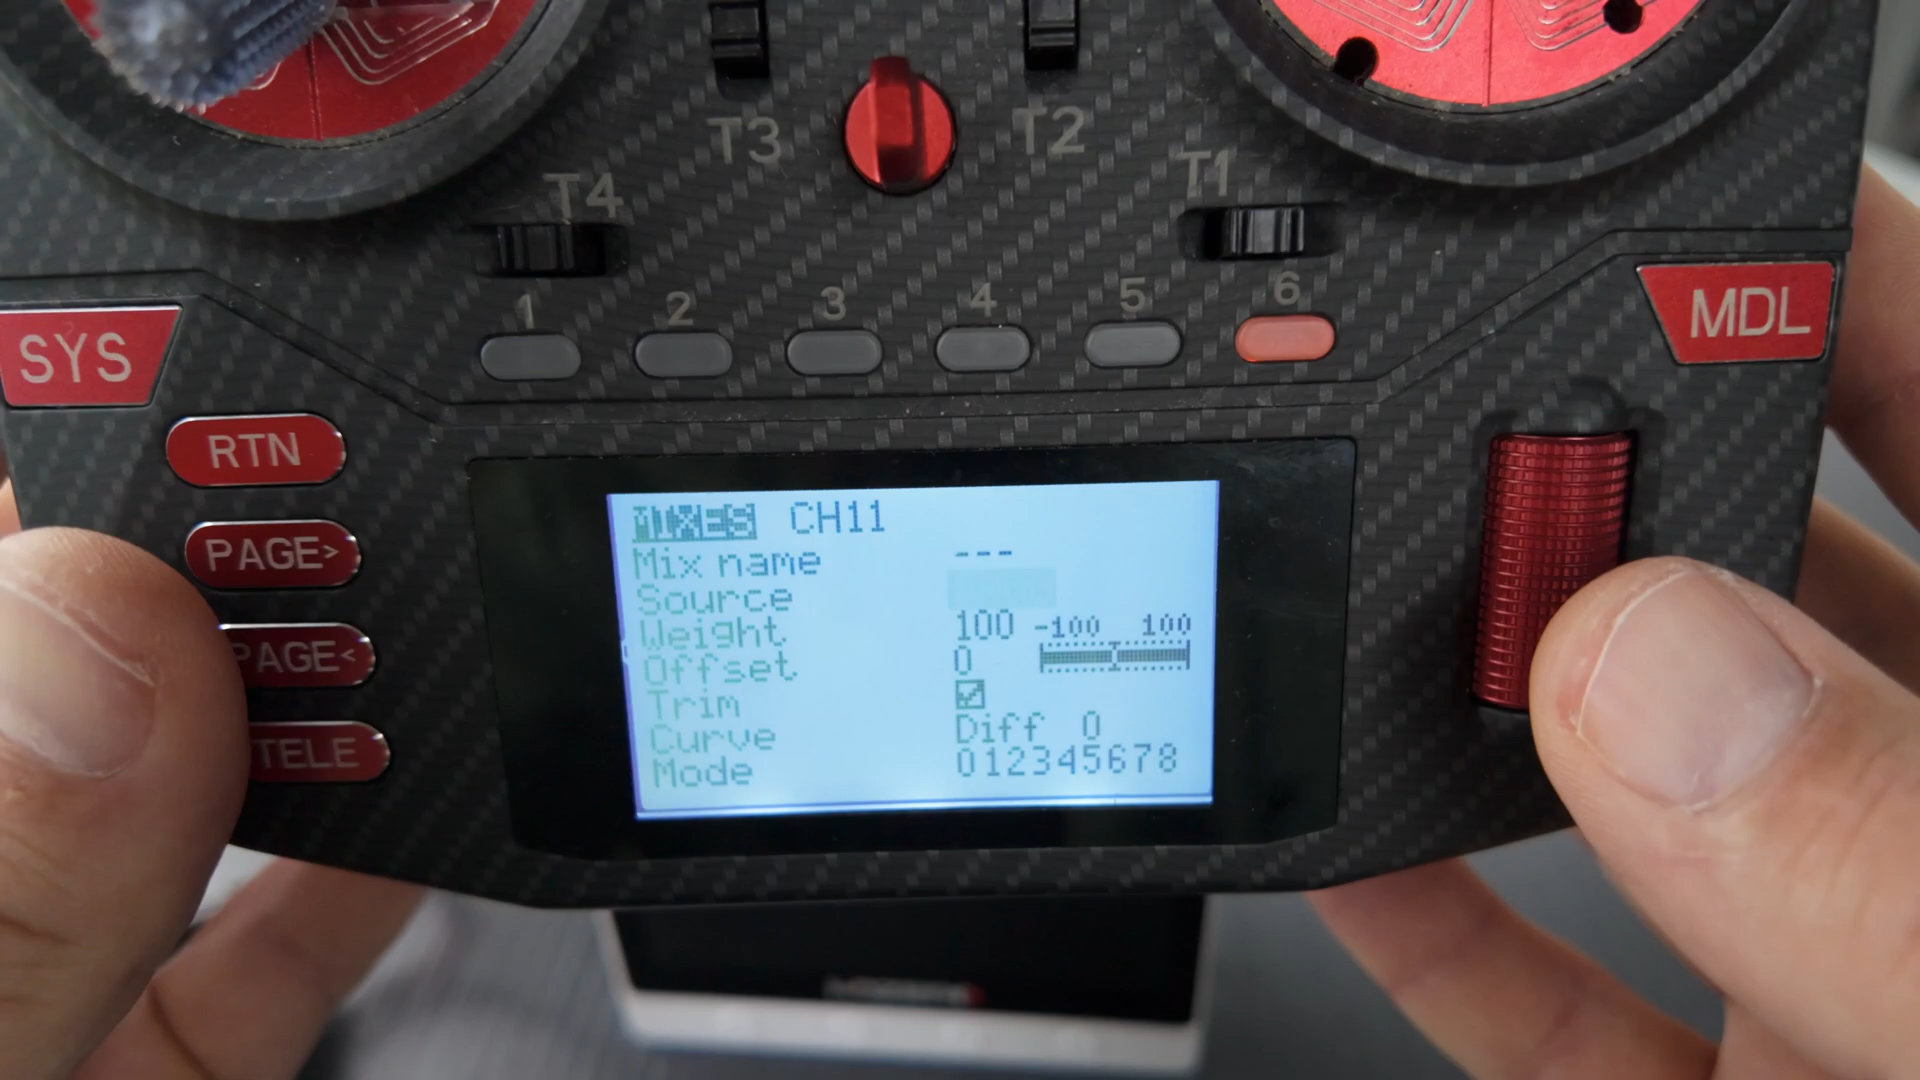 T3
T2
T4
T1
1 2 3 4 5 6
SYS
MDL
RTN
PAGE>
PAGE<
TELE
MIXES CH11
Mix name ---
Source
Weight 100 -100 100
Offset 0
Trim
Curve Diff 0
Mode 012345678